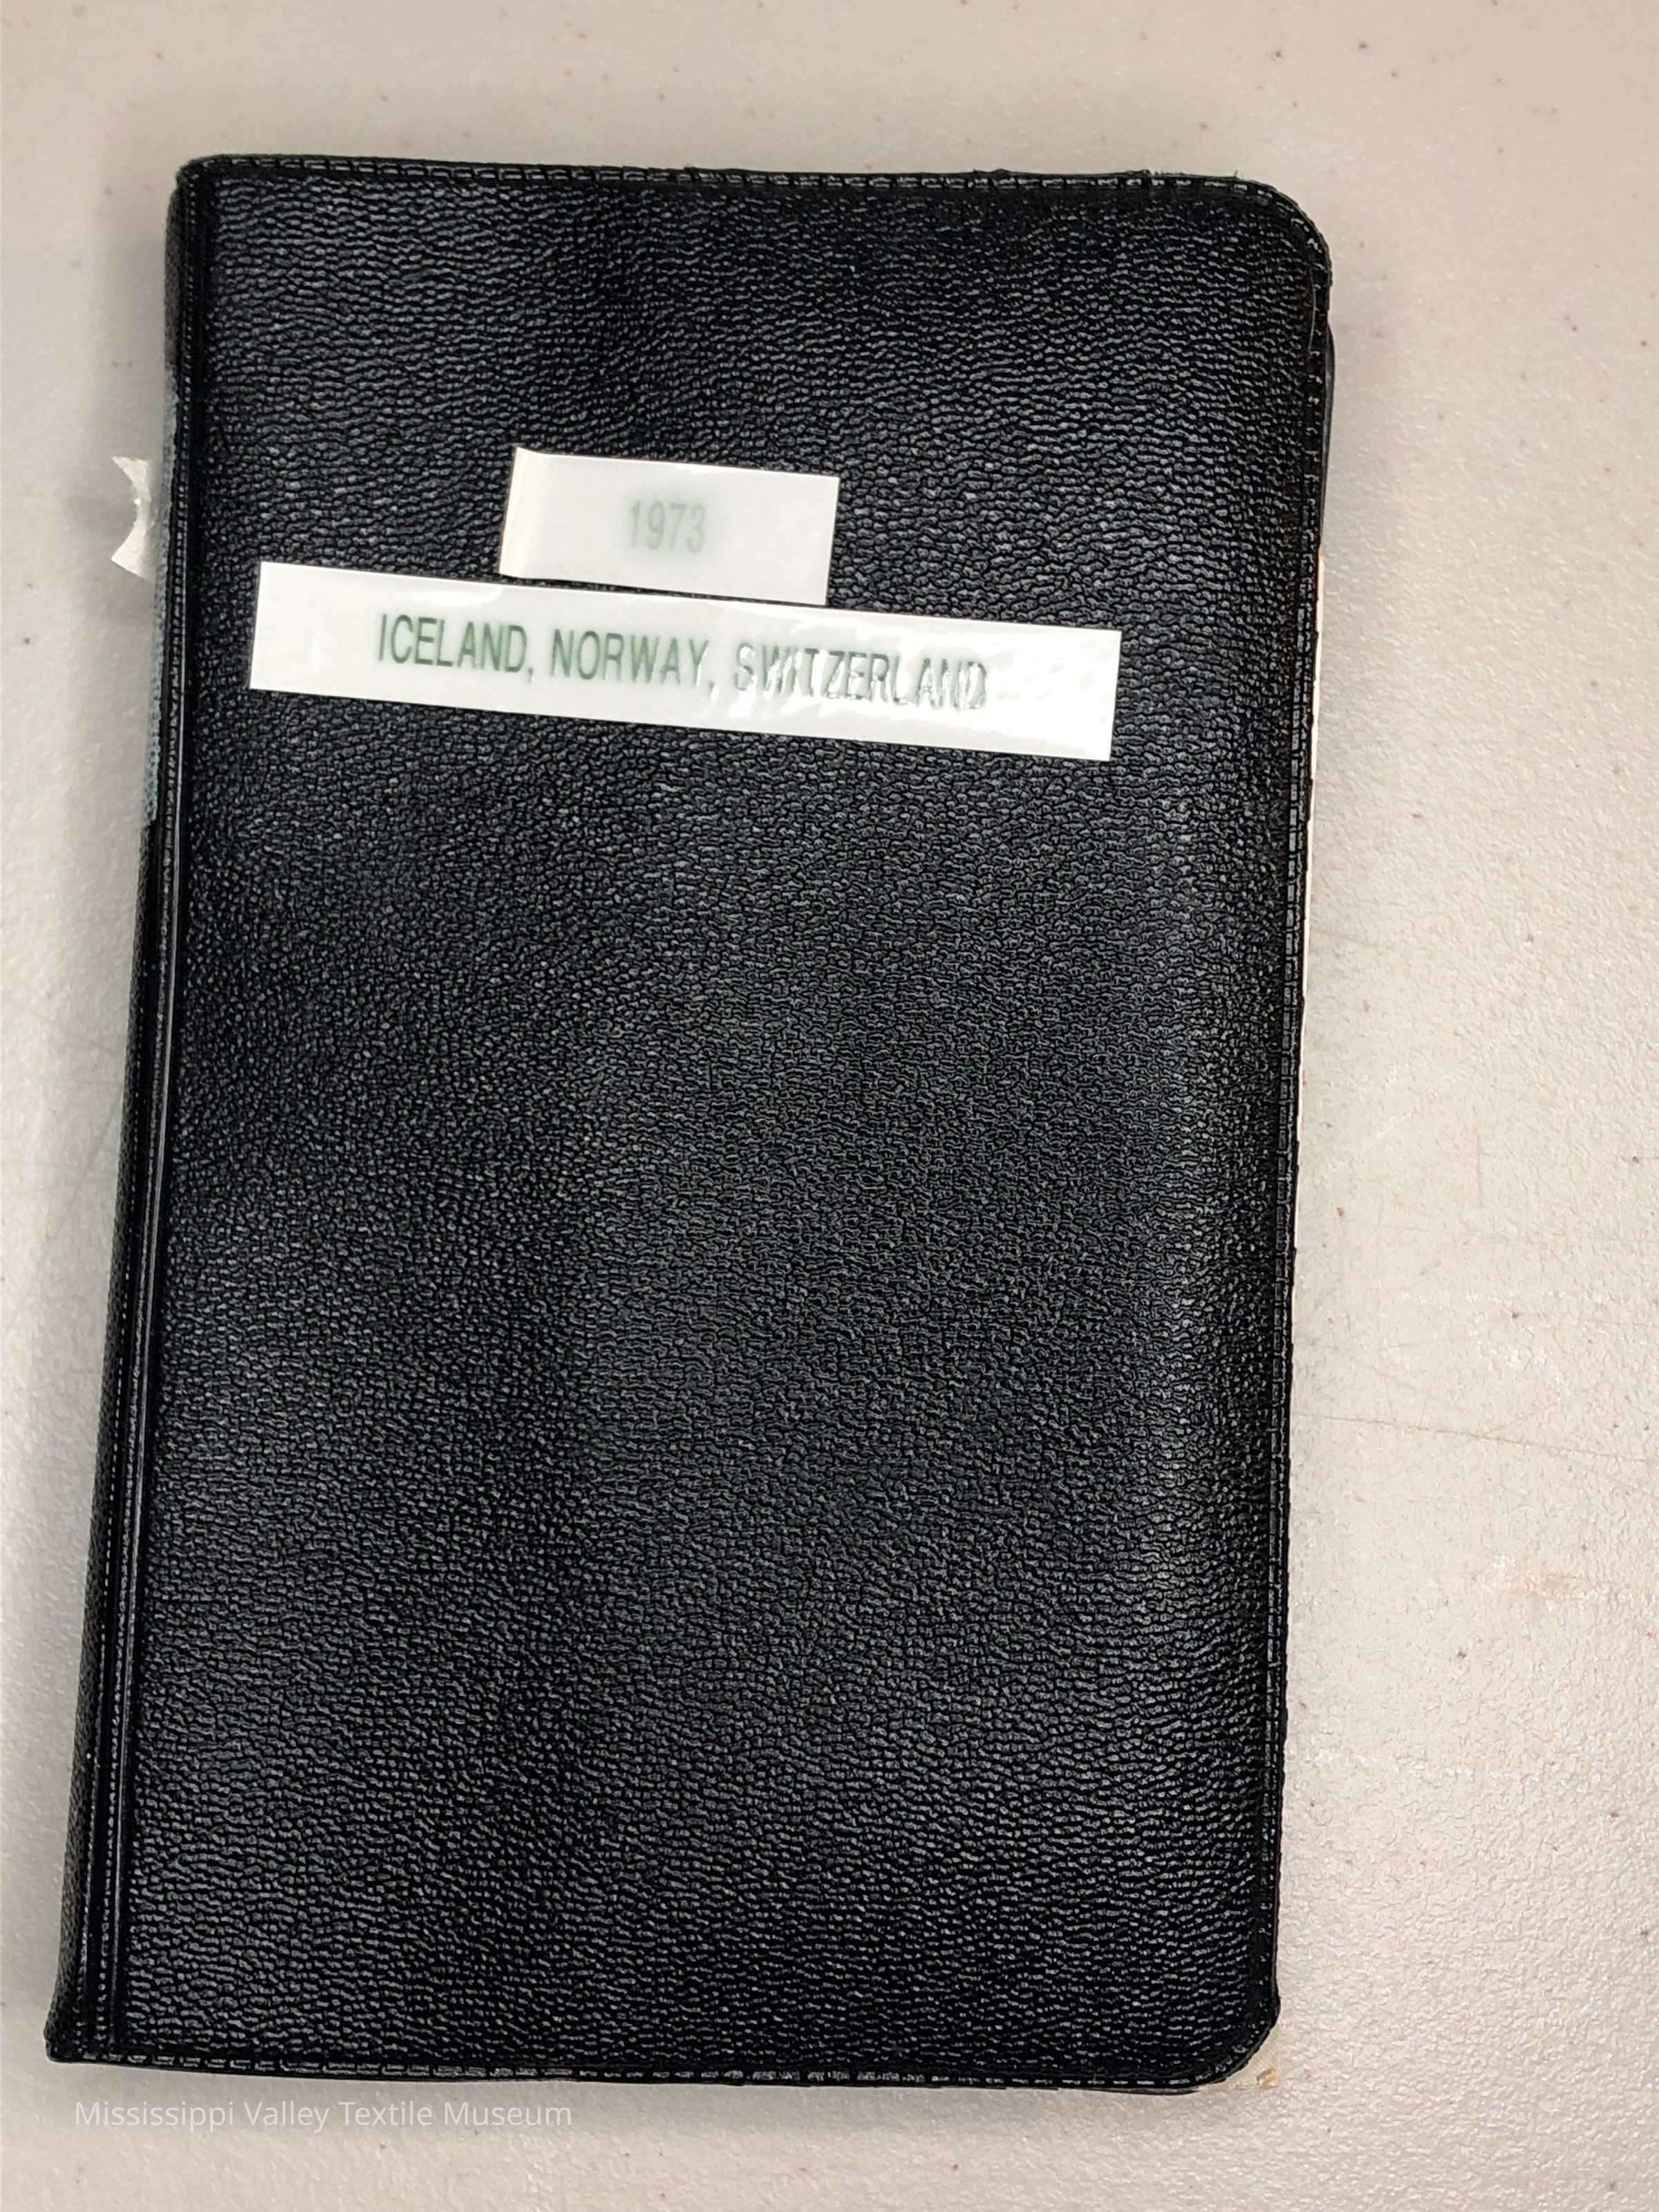 1973
ICELAND, NORWAY, SWITZERLAND
Mississippi Valley Textile Museum